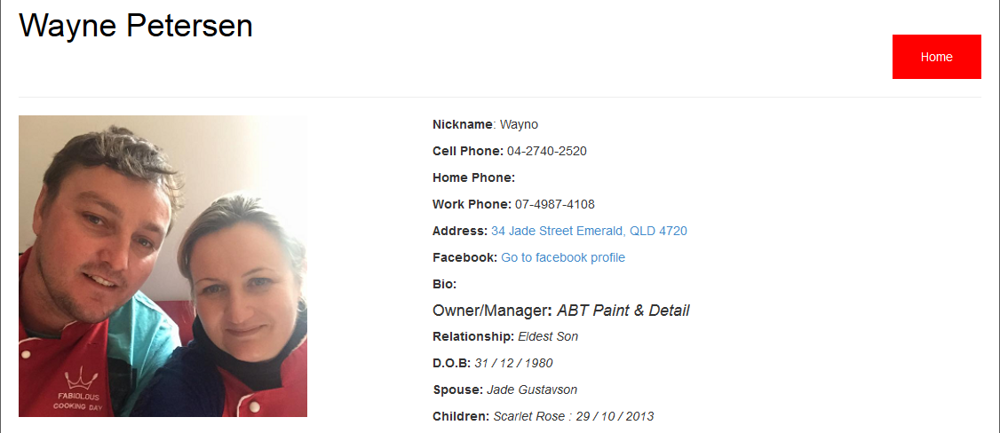 Wayne Petersen
Home
Nickname: Wayno
Cell Phone: 04-2740-2520
Home Phone:
Work Phone: 07-4987-4108
Address: 34 Jade Street Emerald, QLD 4720
Facebook: Go to facebook profile
Bio:
Owner/Manager: ABT Paint & Detail
Relationship: Eldest Son
D.O.B: 31 / 12 / 1980
Spouse: Jade Gustavson
Children: Scarlet Rose : 29 / 10 / 2013
FABIOLOUS
COOKING DAY